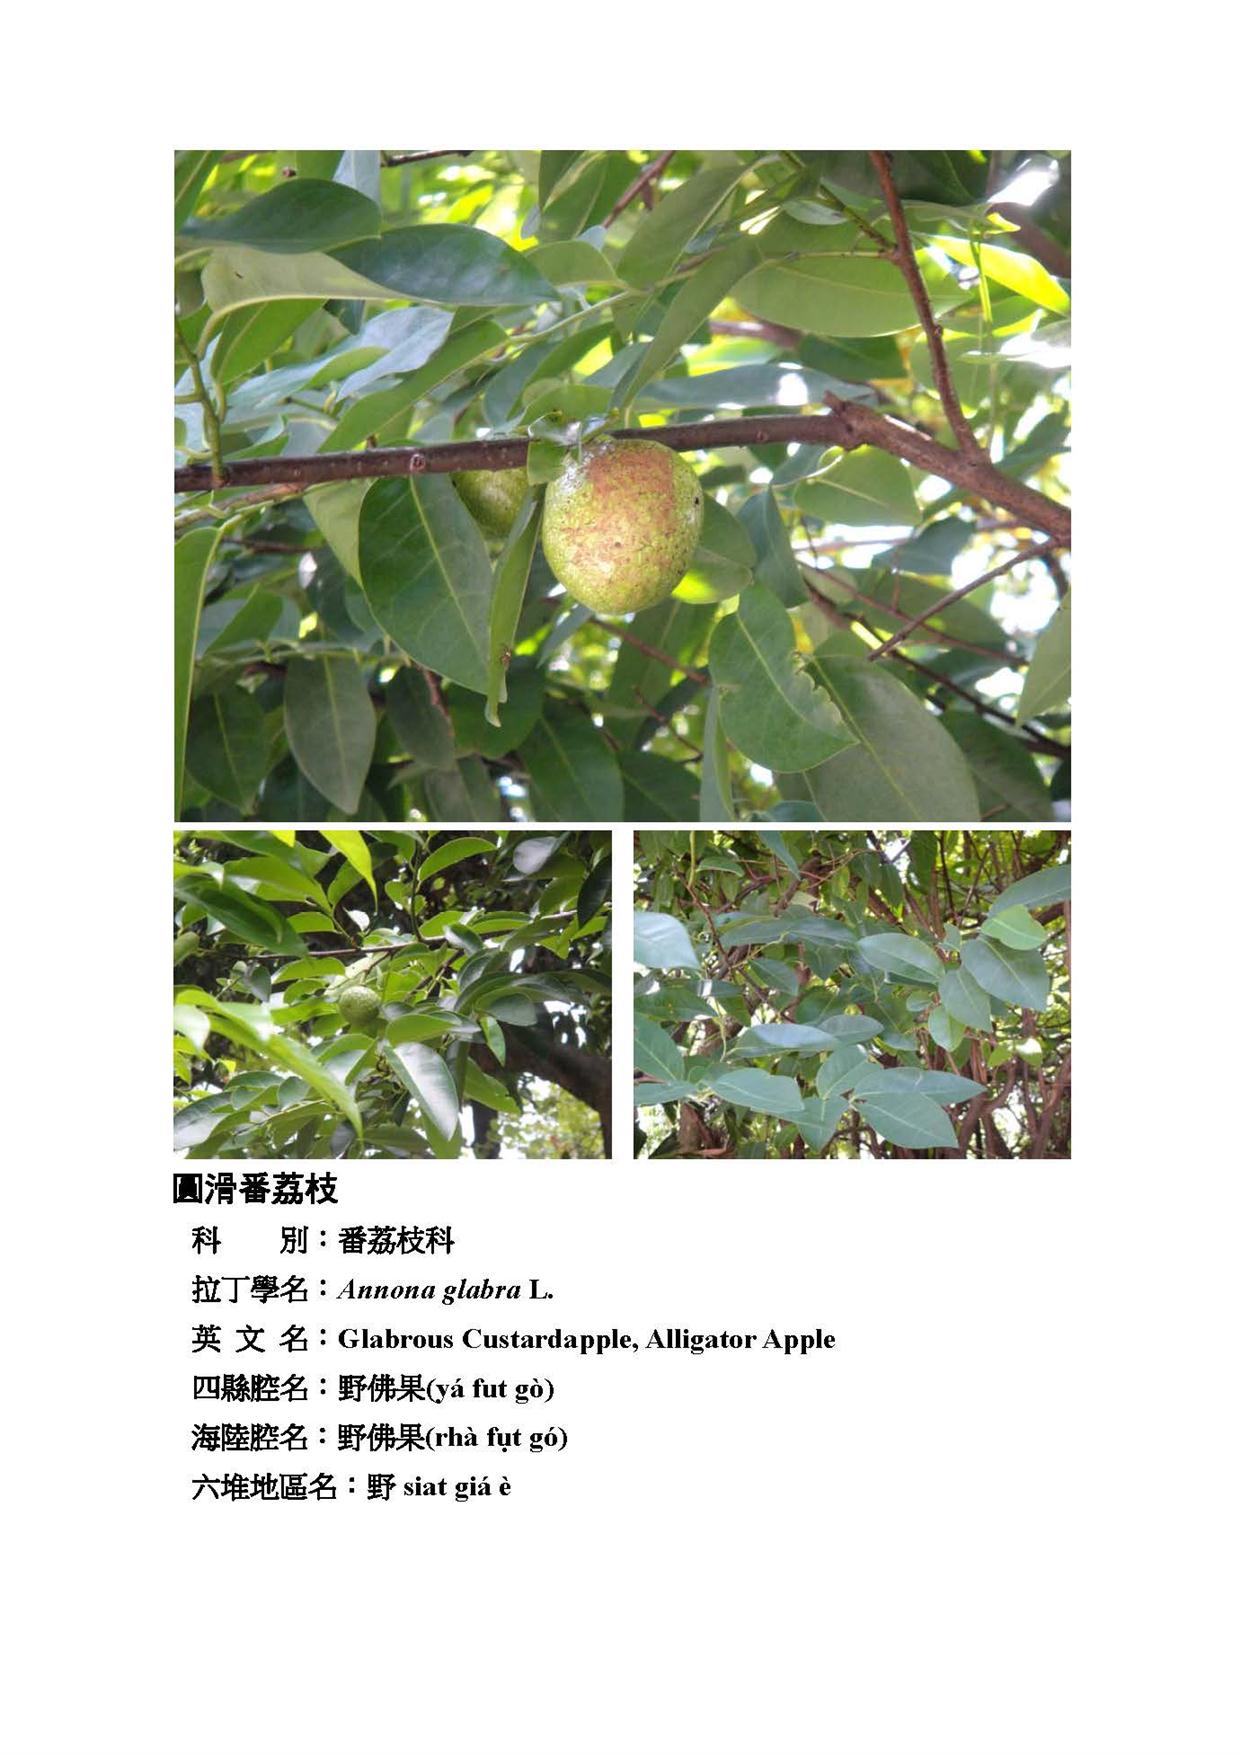 圓滑番荔枝
科　　別：番荔枝科
拉丁學名：Annona glabra L.
英 文 名：Glabrous Custardapple, Alligator Apple
四縣腔名：野佛果(yá fut gò)
海陸腔名：野佛果(rhà fụt gó)
六堆地區名：野 siat giá è